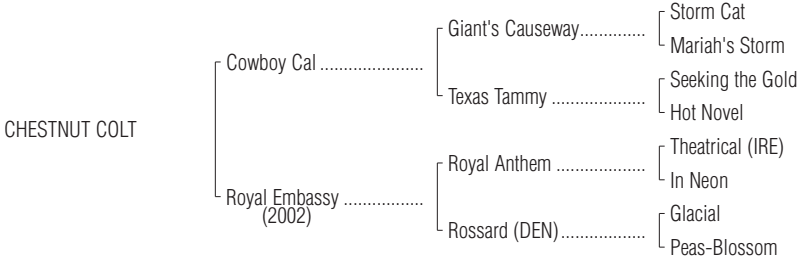 Storm Cat
Giant's Causeway..............
Mariah's Storm
Cowboy Cal ......................
Seeking the Gold
Texas Tammy ....................
Hot Novel
CHESTNUT COLT
Theatrical (IRE)
Royal Anthem ...................
In Neon
Royal Embassy .................
(2002)
Glacial
Rossard (DEN)..................
Peas-Blossom